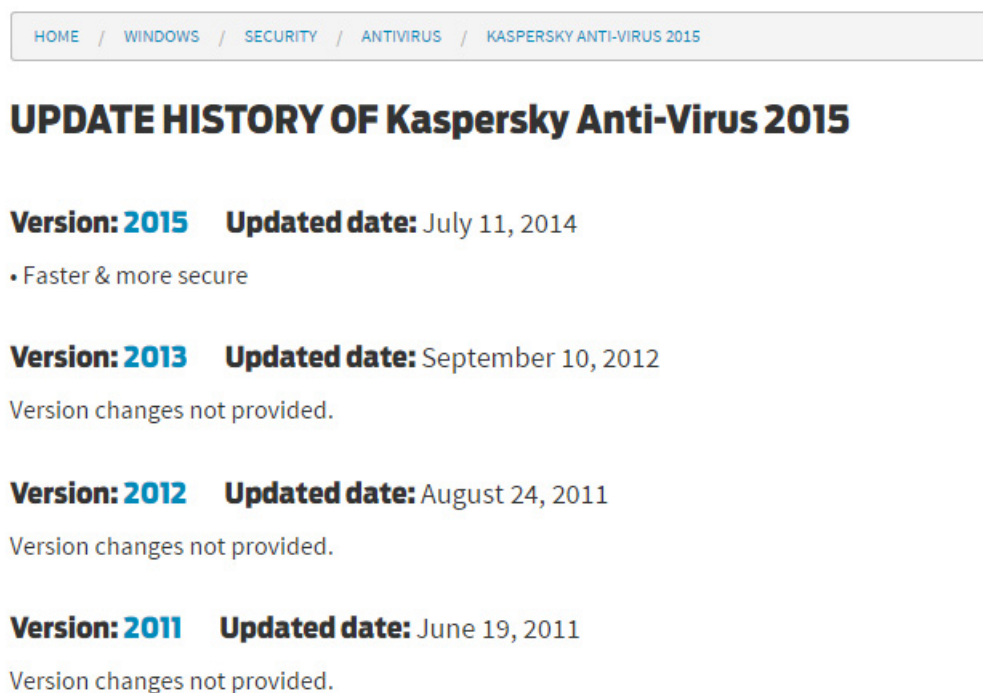 HOME / WINDOWS / SECURITY / ANTIVIRUS / KASPERSKY ANTI-VIRUS 2015
UPDATE HISTORY OF Kaspersky Anti-Virus 2015
Version: 2015 Updated date: July 11, 2014
• Faster & more secure
Version: 2013 Updated date: September 10, 2012
Version changes not provided.
Version: 2012 Updated date: August 24, 2011
Version changes not provided.
Version: 2011 Updated date: June 19, 2011
Version changes not provided.